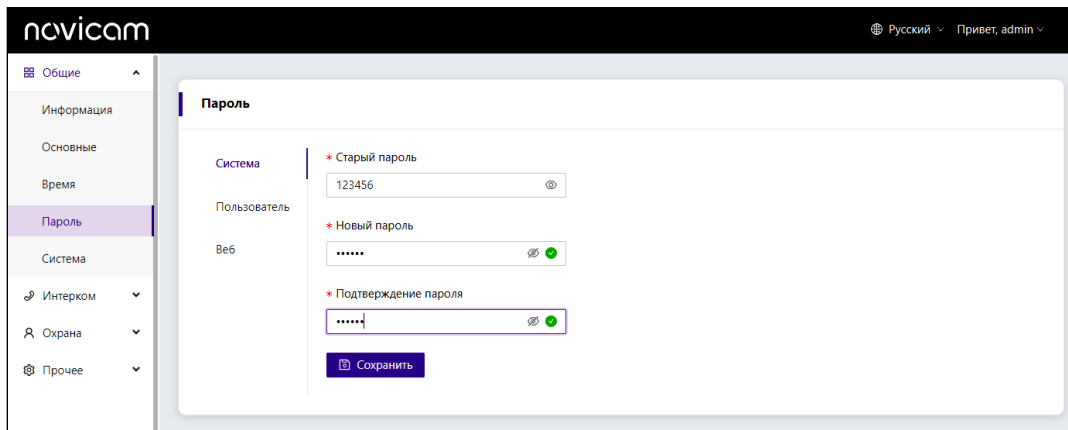 novicam
Русский Привет, admin
Общие
Информация
Основные
Время
Пароль
Система
Интерком
Охрана
Прочее
Пароль
Система
Пользователь
Веб
* Старый пароль
123456
* Новый пароль
••••••
* Подтверждение пароля
••••••
Сохранить